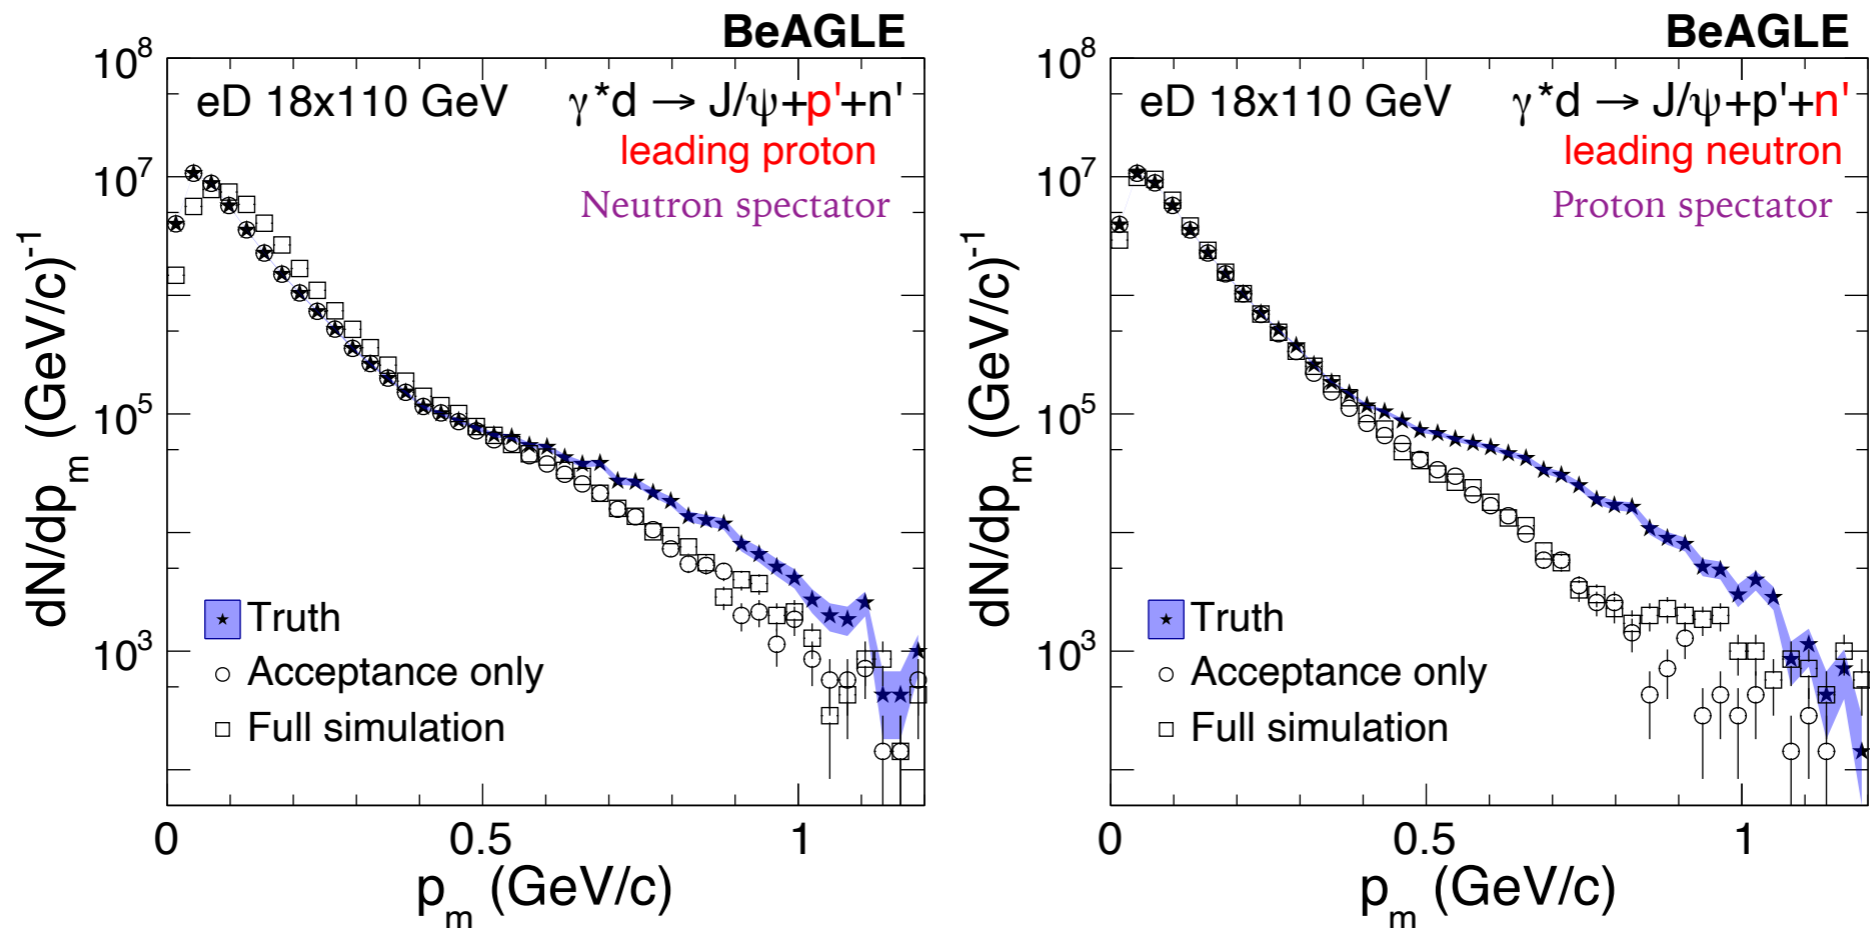 BeAGLE
10^8
eD 18x110 GeV
γ*d → J/ψ+p'+n'
leading proton
10^7
Neutron spectator
dN/dp_m (GeV/c)^-1
10^5
Truth
10^3
Acceptance only
Full simulation
0
0.5
1
p_m (GeV/c)
BeAGLE
10^8
eD 18x110 GeV
γ*d → J/ψ+p'+n'
leading neutron
10^7
Proton spectator
dN/dp_m (GeV/c)^-1
10^5
Truth
10^3
Acceptance only
Full simulation
0
0.5
1
p_m (GeV/c)